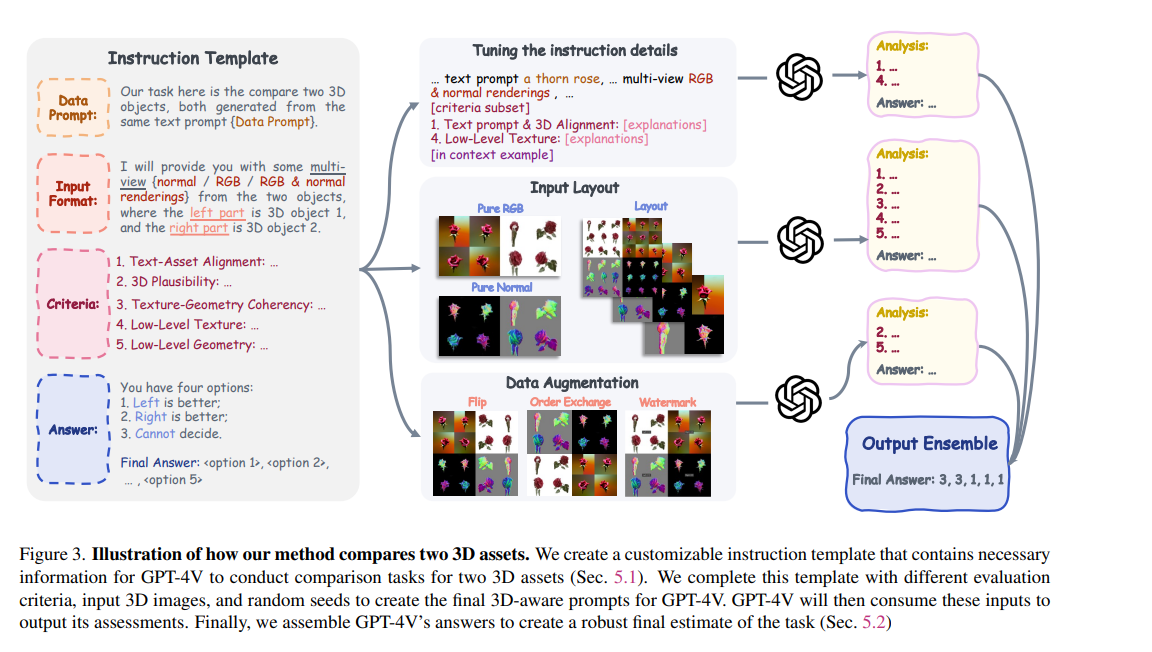 Instruction Template
Data
Prompt:
Our task here is the compare two 3D
objects, both generated from the
same text prompt {Data Prompt}.
Input
Format:
I will provide you with some multi-
view {normal / RGB / RGB & normal
renderings} from the two objects,
where the left part is 3D object 1,
and the right part is 3D object 2.
Criteria:
1. Text-Asset Alignment: ...
2. 3D Plausibility: ...
3. Texture-Geometry Coherency: ...
4. Low-Level Texture: ...
5. Low-Level Geometry: ...
Answer:
You have four options:
1. Left is better;
2. Right is better;
3. Cannot decide.
Final Answer: <option 1>, <option 2>,
... , <option 5>
Tuning the instruction details
... text prompt a thorn rose, ... multi-view RGB
& normal renderings , ...
[criteria subset]
1. Text prompt & 3D Alignment: [explanations]
4. Low-Level Texture: [explanations]
[in context example]
Input Layout
Pure RGB
Layout
Pure Normal
Data Augmentation
Flip
Order Exchange
Watermark
Analysis:
1. ...
4. ...
Answer: ...
Analysis:
1. ...
2. ...
3. ...
4. ...
5. ...
Answer: ...
Analysis:
2. ...
5. ...
Answer: ...
Output Ensemble
Final Answer: 3, 3, 1, 1, 1
Figure 3. Illustration of how our method compares two 3D assets. We create a customizable instruction template that contains necessary
information for GPT-4V to conduct comparison tasks for two 3D assets (Sec. 5.1). We complete this template with different evaluation
criteria, input 3D images, and random seeds to create the final 3D-aware prompts for GPT-4V. GPT-4V will then consume these inputs to
output its assessments. Finally, we assemble GPT-4V's answers to create a robust final estimate of the task (Sec. 5.2)